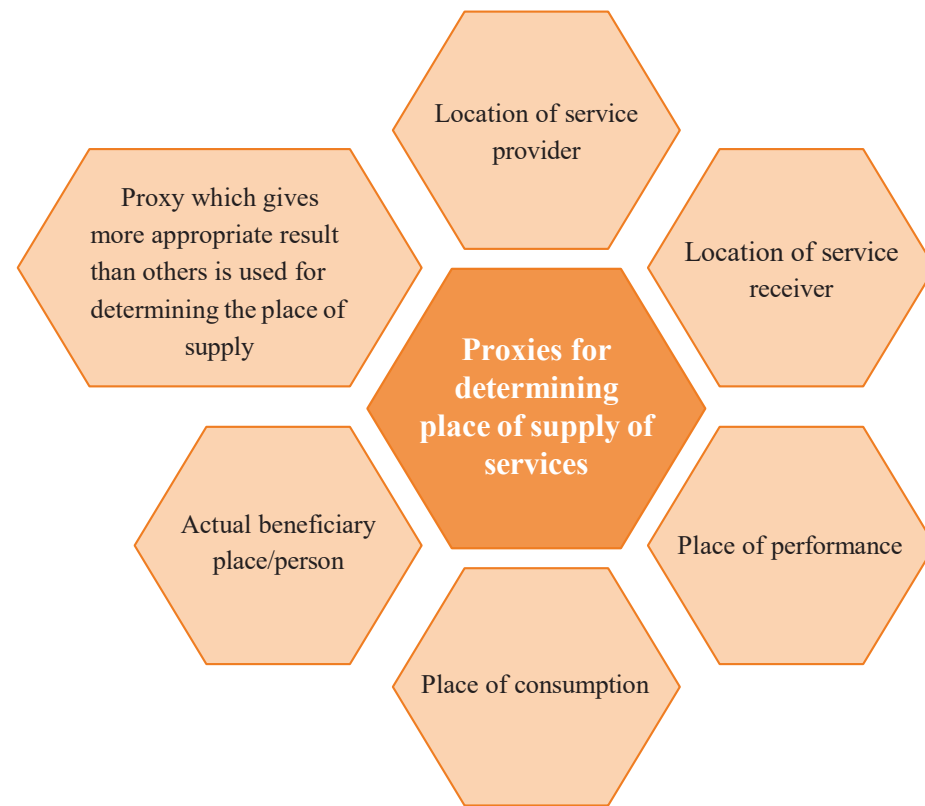 Location of service
provider
Proxy which gives
more appropriate result
than others is used for
determining the place of
supply
Location of service
receiver
Proxies for
determining
place of supply of
services
Actual beneficiary
place/person
Place of performance
Place of consumption